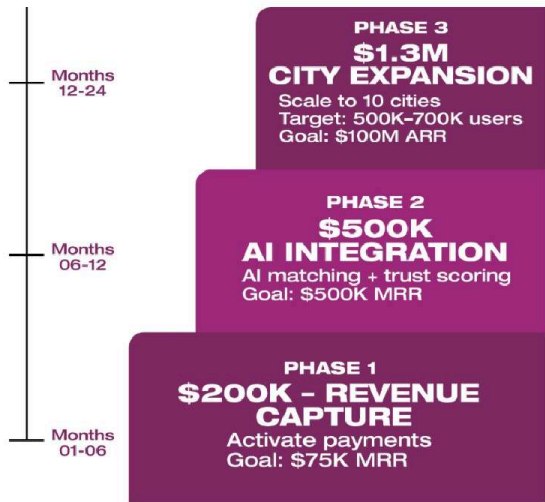 Months
12-24
PHASE 3
$1.3M
CITY EXPANSION
Scale to 10 cities
Target: 500K–700K users
Goal: $100M ARR
Months
06-12
PHASE 2
$500K
AI INTEGRATION
AI matching + trust scoring
Goal: $500K MRR
Months
01-06
PHASE 1
$200K – REVENUE
CAPTURE
Activate payments
Goal: $75K MRR